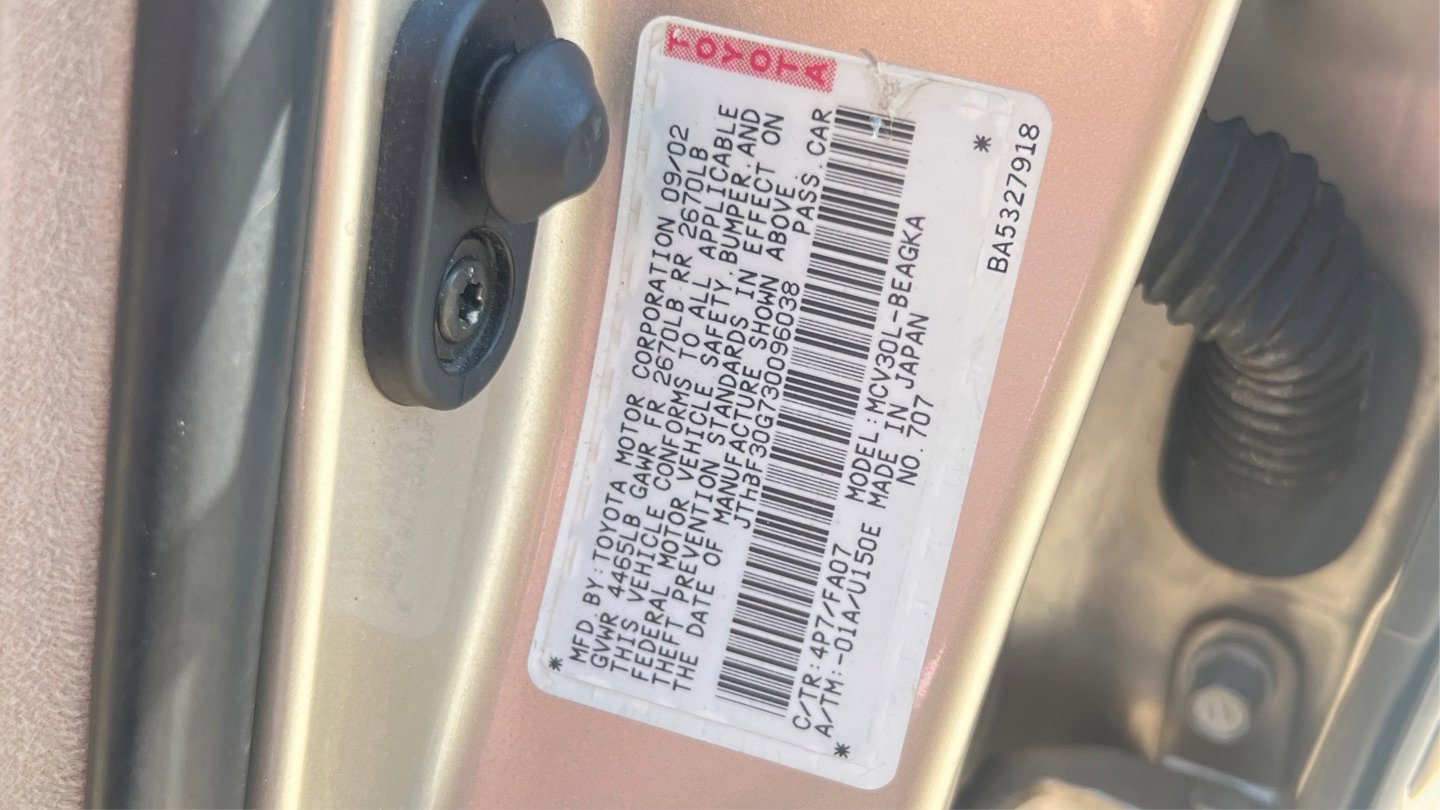 TOYOTA
MFD. BY: TOYOTA MOTOR CORPORATION 09/02
GVWR 4465LB GAWR FR 2670LB RR 2670LB
THIS VEHICLE CONFORMS TO ALL APPLICABLE
FEDERAL MOTOR VEHICLE SAFETY, BUMPER, AND
THEFT PREVENTION STANDARDS IN EFFECT ON
THE DATE OF MANUFACTURE SHOWN ABOVE.
JTHBF30G730096038 PASS. CAR
C/TR: 4P7/FA07 MODEL: MCV30L-BEAGKA
A/TM: -01A/U150E MADE IN JAPAN
NO. 707
BA5327918